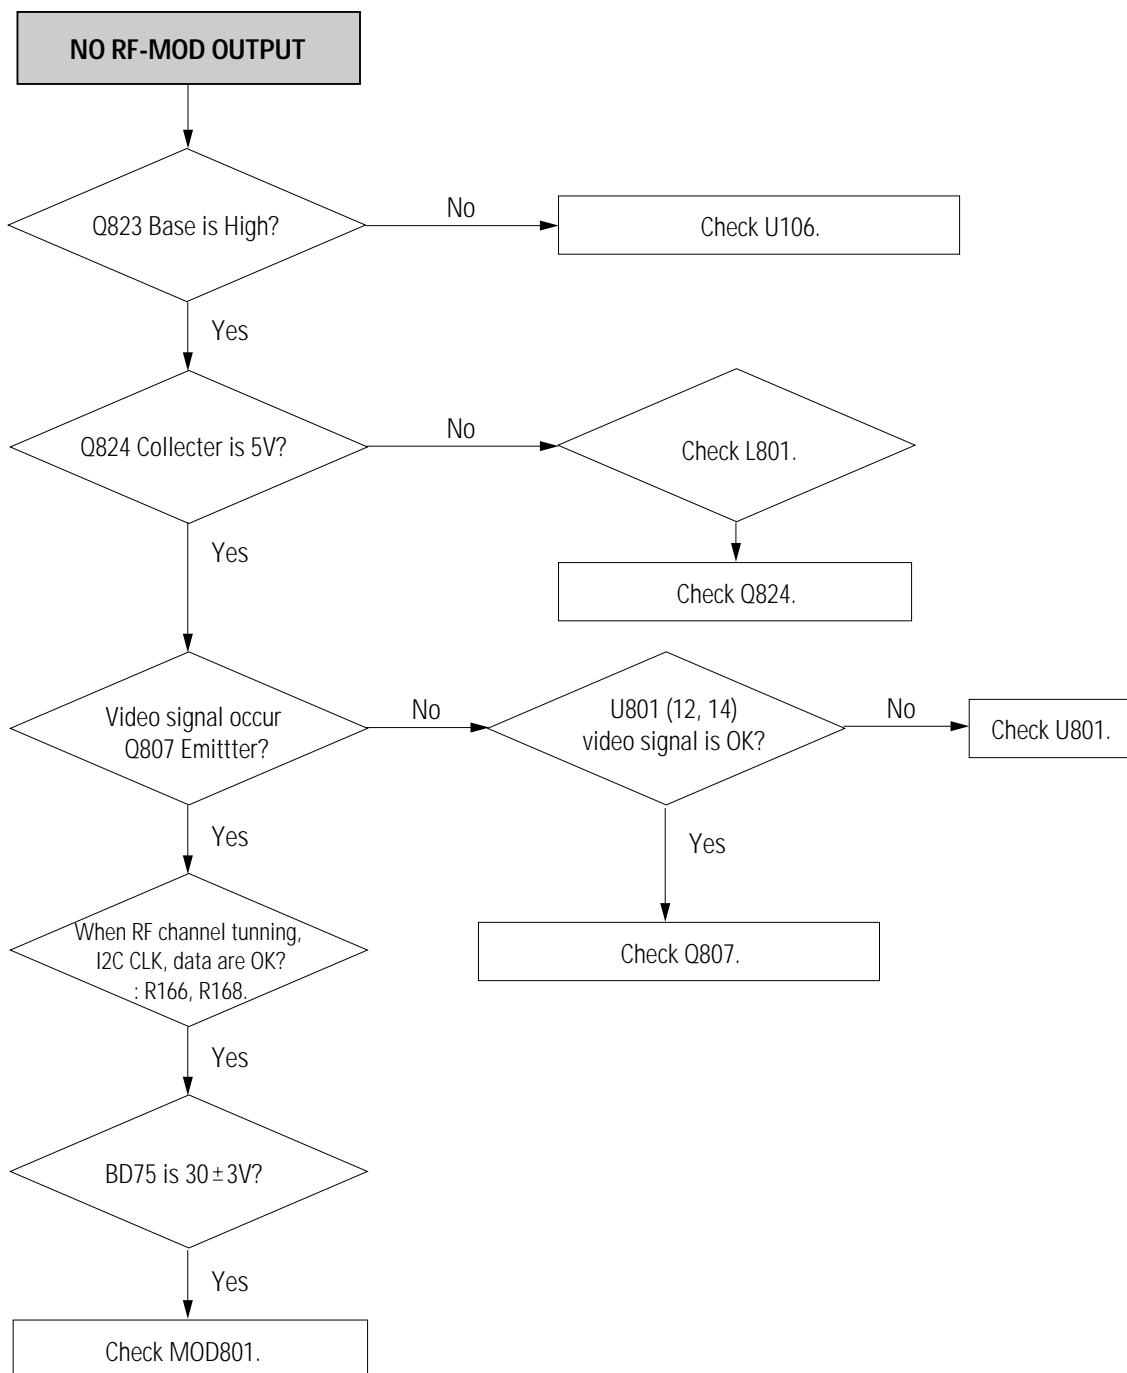 NO RF-MOD OUTPUT
Q823 Base is High?
No
Check U106.
Yes
Q824 Collecter is 5V?
No
Check L801.
Yes
Check Q824.
Video signal occur
Q807 Emittter?
No
U801 (12, 14)
video signal is OK?
No
Check U801.
Yes
Yes
When RF channel tunning,
I2C CLK, data are OK?
: R166, R168.
Check Q807.
Yes
BD75 is 30±3V?
Yes
Check MOD801.